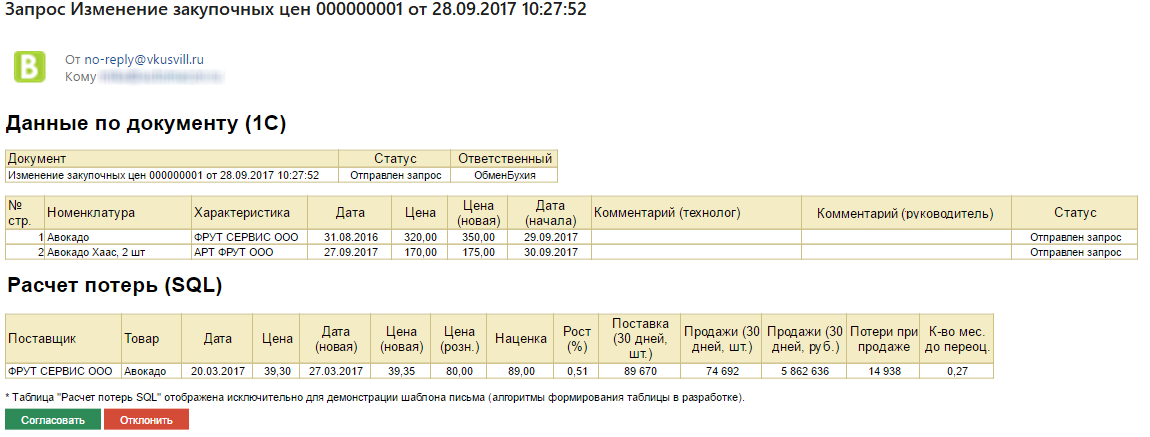 Запрос Изменение закупочных цен 000000001 от 28.09.2017 10:27:52
B
От no-reply@vkusvill.ru
Кому
Данные по документу (1С)
Документ Статус Ответственный
Изменение закупочных цен 000000001 от 28.09.2017 10:27:52 Отправлен запрос ОбменБухия
№ стр. Номенклатура Характеристика Дата Цена Цена (новая) Дата (начала) Комментарий (технолог) Комментарий (руководитель) Статус
1 Авокадо ФРУТ СЕРВИС ООО 31.08.2016 320,00 350,00 29.09.2017 Отправлен запрос
2 Авокадо Хаас, 2 шт АРТ ФРУТ ООО 27.09.2017 170,00 175,00 30.09.2017 Отправлен запрос
Расчет потерь (SQL)
Поставщик Товар Дата Цена Дата (новая) Цена (новая) Цена (розн.) Наценка Рост (%) Поставка (30 дней, шт.) Продажи (30 дней, шт.) Продажи (30 дней, руб.) Потери при продаже К-во мес. до переоц.
ФРУТ СЕРВИС ООО Авокадо 20.03.2017 39,30 27.03.2017 39,35 80,00 89,00 0,51 89 670 74 692 5 862 636 14 938 0,27
* Таблица "Расчет потерь SQL" отображена исключительно для демонстрации шаблона письма (алгоритмы формирования таблицы в разработке).
Согласовать Отклонить